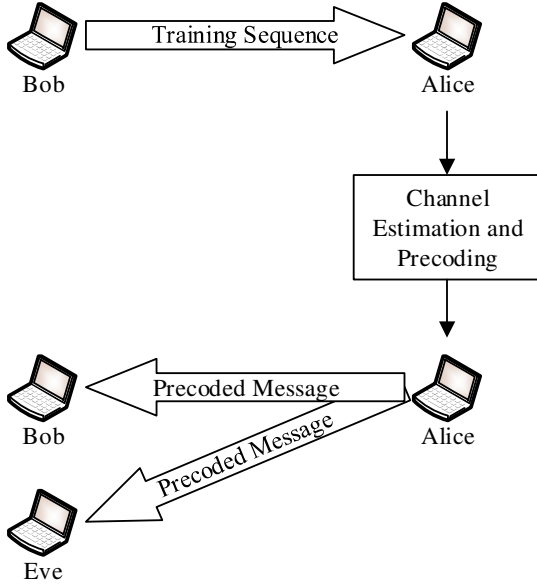 Training Sequence
Bob
Alice
Channel
Estimation and
Precoding
Precoded Message
Bob
Alice
Precoded Message
Eve